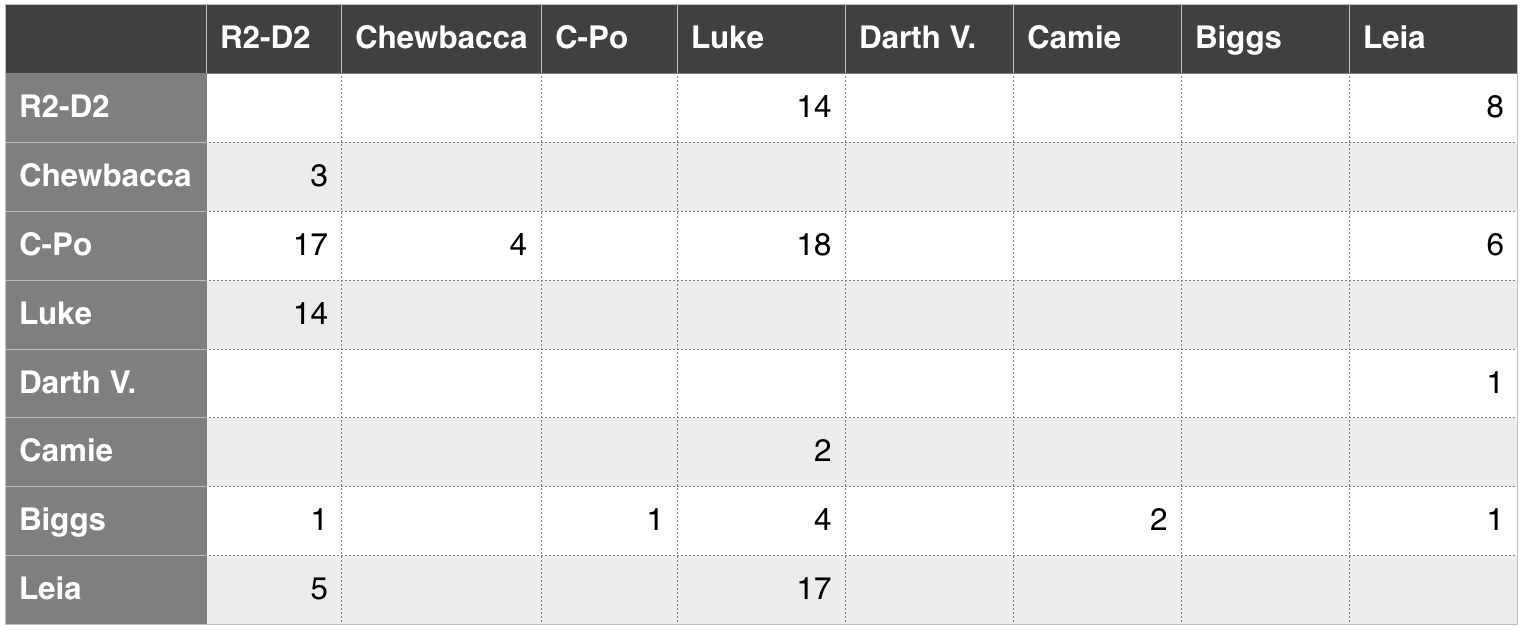 R2-D2 Chewbacca C-Po Luke Darth V. Camie Biggs Leia
R2-D2 14 8
Chewbacca 3
C-Po 17 4 18 6
Luke 14
Darth V. 1
Camie 2
Biggs 1 1 4 2 1
Leia 5 17